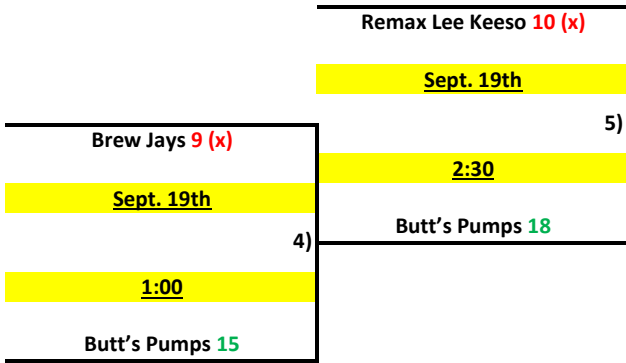 Remax Lee Keeso 10 (x)
Sept. 19th
5)
2:30
Butt’s Pumps 18
Brew Jays 9 (x)
Sept. 19th
4)
1:00
Butt’s Pumps 15